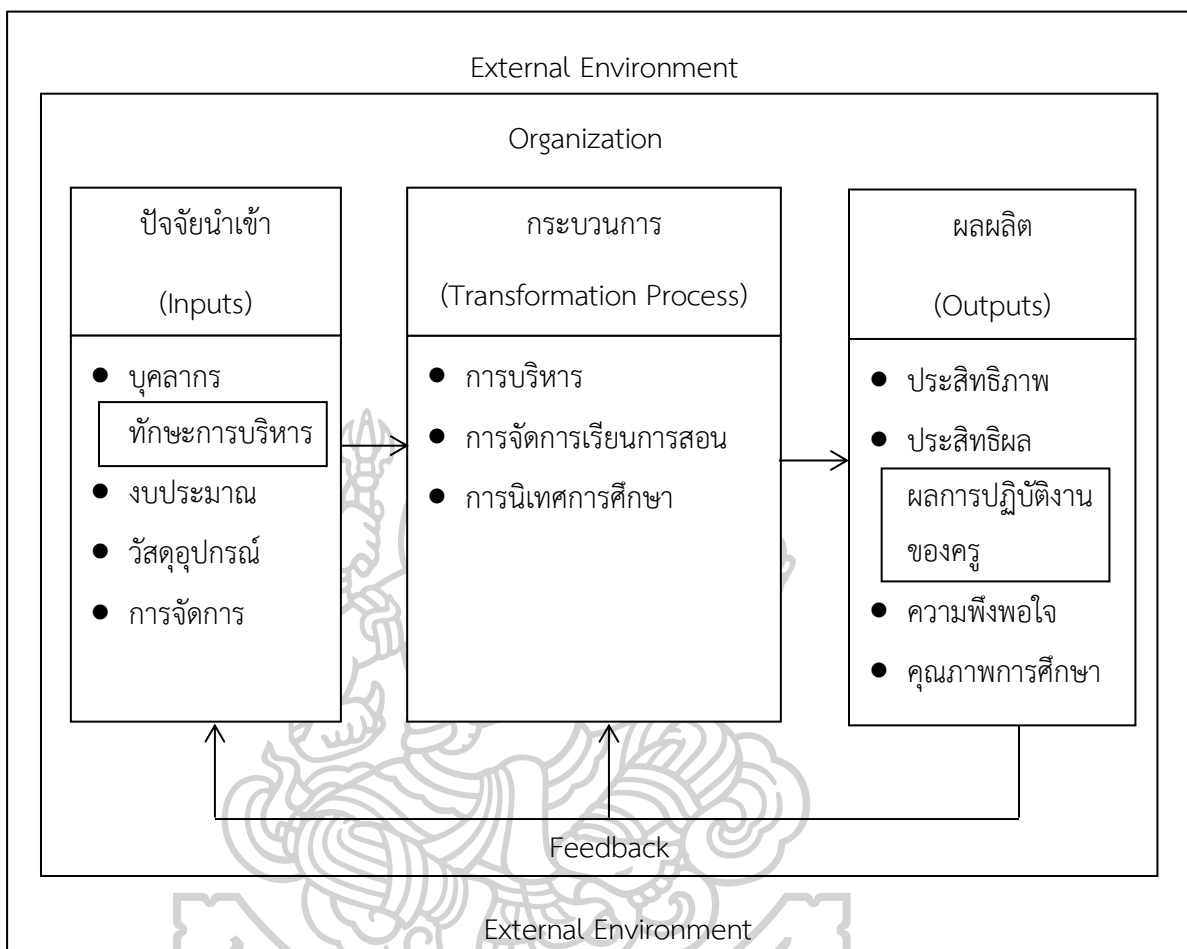 External Environment
Organization
ปัจจัยนำเข้า
(Inputs)
● บุคลากร
ทักษะการบริหาร
● งบประมาณ
● วัสดุอุปกรณ์
● การจัดการ
กระบวนการ
(Transformation Process)
● การบริหาร
● การจัดการเรียนการสอน
● การนิเทศการศึกษา
ผลผลิต
(Outputs)
● ประสิทธิภาพ
● ประสิทธิผล
ผลการปฏิบัติงาน
ของครู
● ความพึงพอใจ
● คุณภาพการศึกษา
Feedback
External Environment